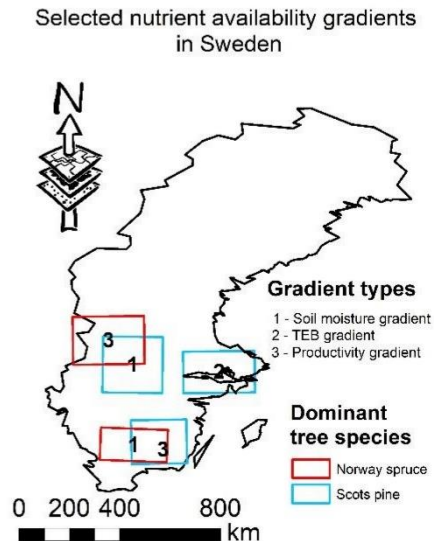 Selected nutrient availability gradients
in Sweden
N
Gradient types
1 - Soil moisture gradient
2 - TEB gradient
3 - Productivity gradient
3
1
2
1
3
Dominant
tree species
Norway spruce
Scots pine
0 200 400 800
km